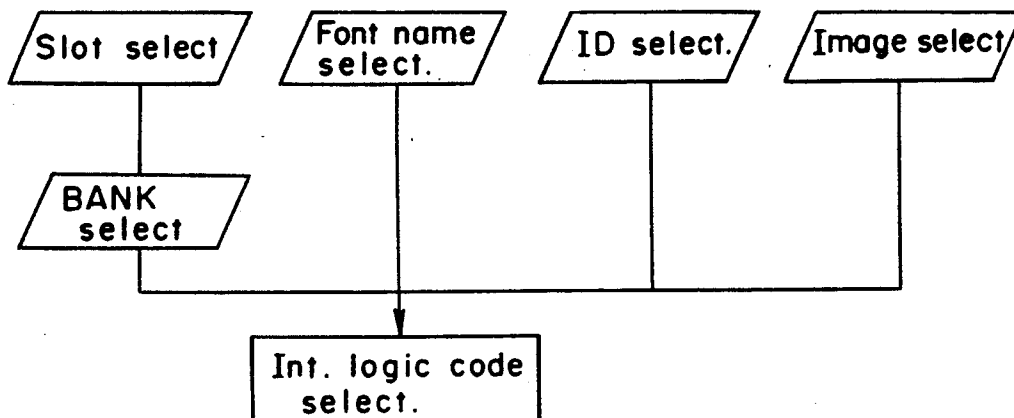 Slot select
Font name
select.
ID select.
Image select
BANK
select
Int. logic code
select.